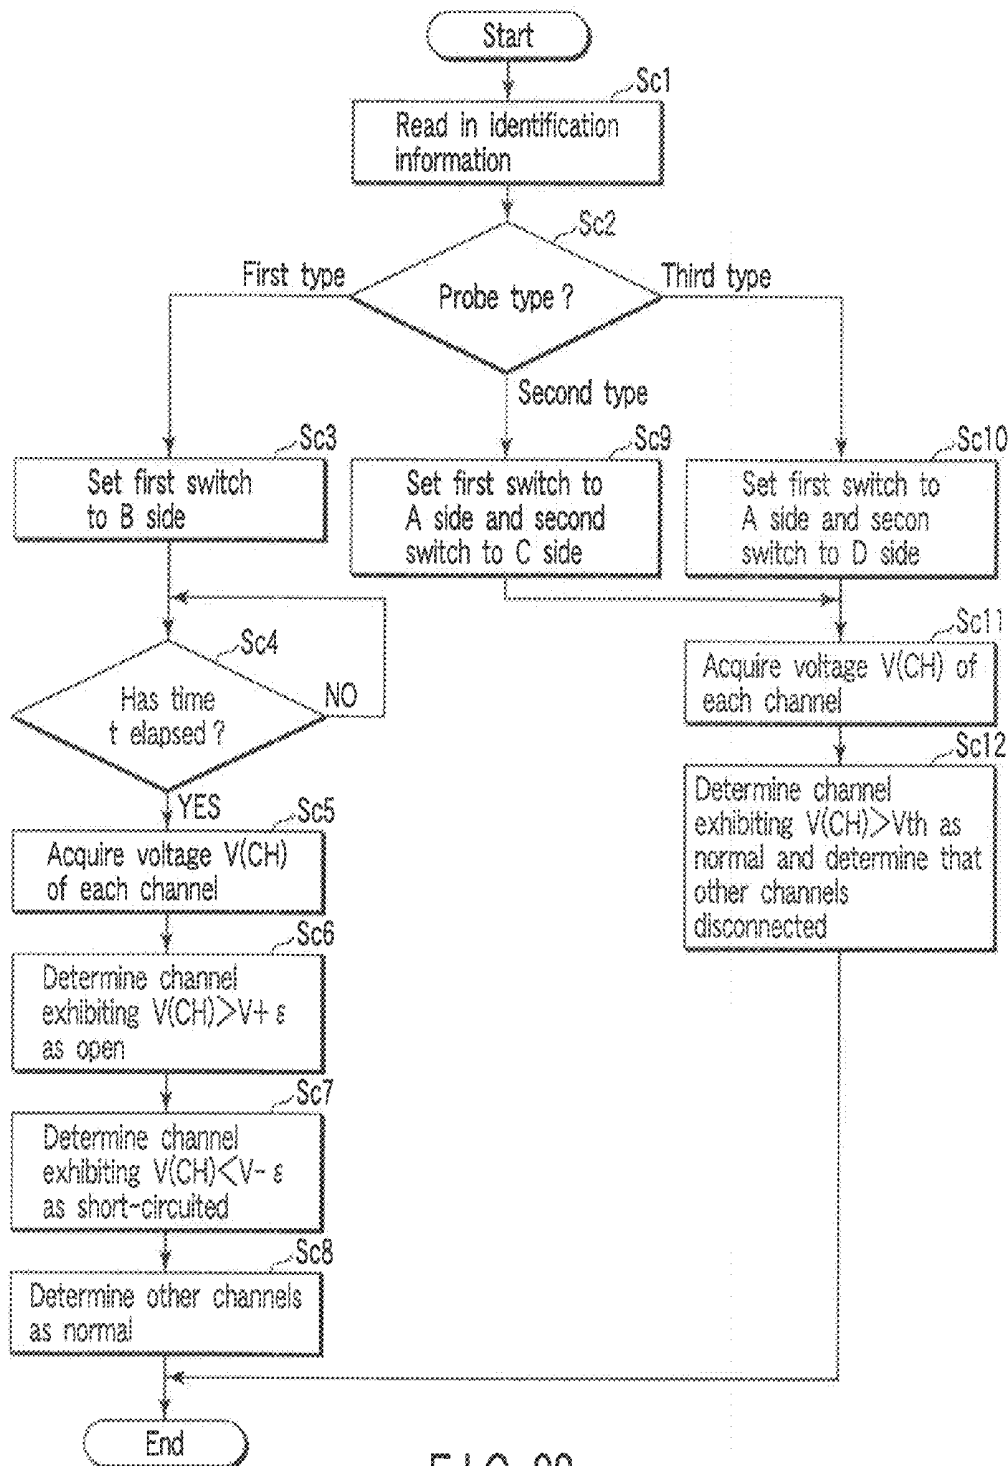 Start
Sc1
Read in identification
information
Sc2
First type
Probe type?
Third type
Second type
Sc3
Set first switch
to B side
Sc9
Set first switch to
A side and second
switch to C side
Sc10
Set first switch to
A side and secon
switch to D side
Sc4
Has time
t elapsed?
NO
YES
Sc11
Acquire voltage V(CH) of
each channel
Sc12
Determine channel
exhibiting V(CH)>Vth as
normal and determine that
other channels
disconnected
Sc5
Acquire voltage V(CH)
of each channel
Sc6
Determine channel
exhibiting V(CH)>V+ ε
as open
Sc7
Determine channel
exhibiting V(CH)<V- ε
as short-circuited
Sc8
Determine other channels
as normal
End